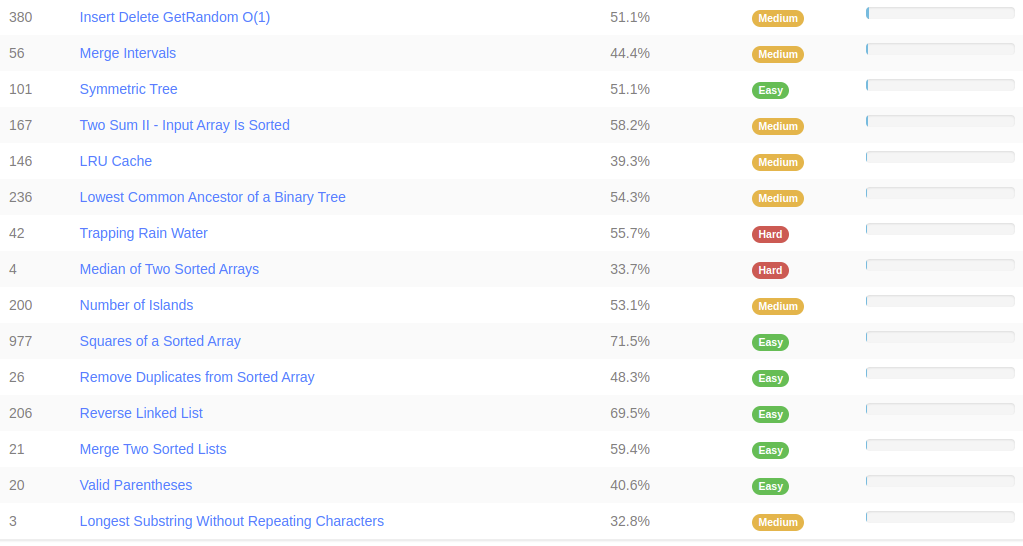 380 Insert Delete GetRandom O(1) 51.1% Medium
56 Merge Intervals 44.4% Medium
101 Symmetric Tree 51.1% Easy
167 Two Sum II - Input Array Is Sorted 58.2% Medium
146 LRU Cache 39.3% Medium
236 Lowest Common Ancestor of a Binary Tree 54.3% Medium
42 Trapping Rain Water 55.7% Hard
4 Median of Two Sorted Arrays 33.7% Hard
200 Number of Islands 53.1% Medium
977 Squares of a Sorted Array 71.5% Easy
26 Remove Duplicates from Sorted Array 48.3% Easy
206 Reverse Linked List 69.5% Easy
21 Merge Two Sorted Lists 59.4% Easy
20 Valid Parentheses 40.6% Easy
3 Longest Substring Without Repeating Characters 32.8% Medium